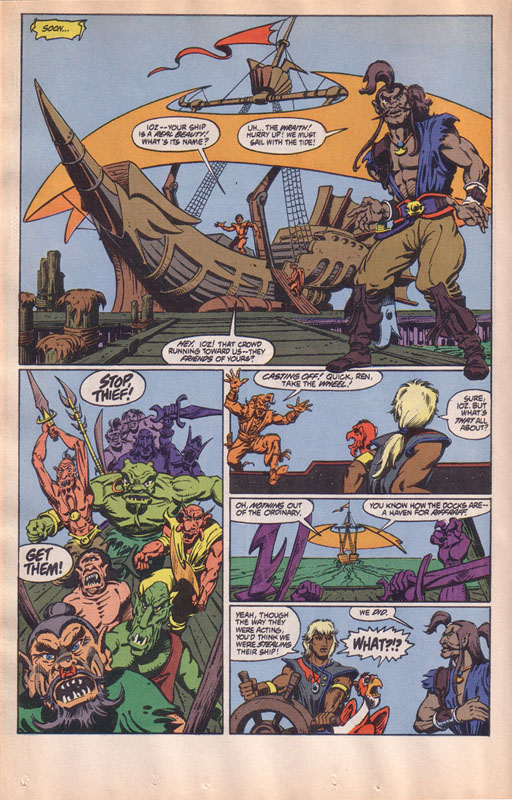 SOON...
IOZ--YOUR SHIP
IS A REAL BEAUTY!
WHAT'S ITS NAME?
UH... THE WRAITH!
HURRY UP! WE MUST
SAIL WITH THE TIDE!
HEY, IOZ! THAT CROWD
RUNNING TOWARD US--THEY
FRIENDS OF YOURS?
STOP,
THIEF!
GET
THEM!
CASTING OFF! QUICK, REN,
TAKE THE WHEEL!
SURE,
IOZ. BUT
WHAT'S
THAT ALL
ABOUT?
OH, NOTHING OUT
OF THE ORDINARY.
YOU KNOW HOW THE DOCKS ARE--
A HAVEN FOR RIFFRAFF.
YEAH, THOUGH
THE WAY THEY
WERE ACTING,
YOU'D THINK WE
WERE STEALING
THEIR SHIP!
WE DID.
WHAT?!?